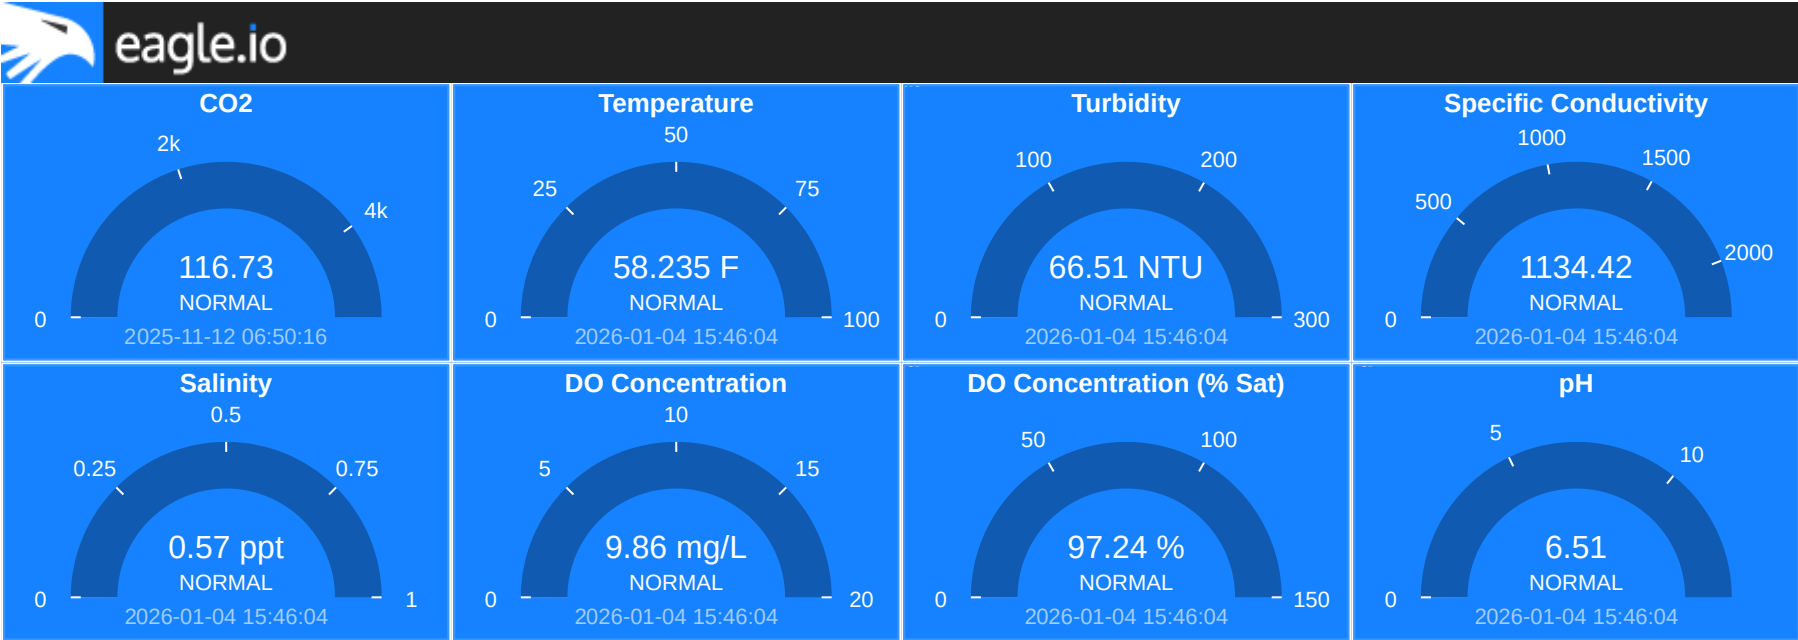 eagle.io
CO2
2k
4k
0
116.73
NORMAL
2025-11-12 06:50:16
Temperature
50
25
75
0
100
58.235 F
NORMAL
2026-01-04 15:46:04
Turbidity
100
200
0
300
66.51 NTU
NORMAL
2026-01-04 15:46:04
Specific Conductivity
1000
1500
500
2000
0
1134.42
NORMAL
2026-01-04 15:46:04
Salinity
0.5
0.25
0.75
0
1
0.57 ppt
NORMAL
2026-01-04 15:46:04
DO Concentration
10
5
15
0
20
9.86 mg/L
NORMAL
2026-01-04 15:46:04
DO Concentration (% Sat)
50
100
0
150
97.24 %
NORMAL
2026-01-04 15:46:04
pH
5
10
0
6.51
NORMAL
2026-01-04 15:46:04